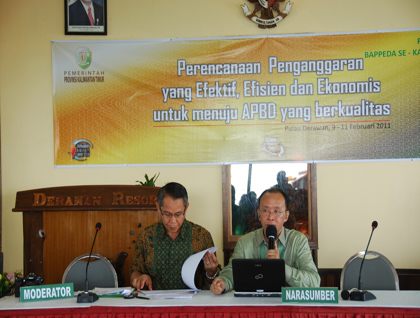 P
BAPPEDA SE - KA
PEMERINTAH
PROVINSI KALIMANTAN TIMUR
Perencanaan Penganggaran
yang Efektif, Efisien dan Ekonomis
untuk menuju APBD yang berkualitas
Pulau Derawan, 9 - 11 Februari 2011
DERAWAN RESOR
MODERATOR
NARASUMBER